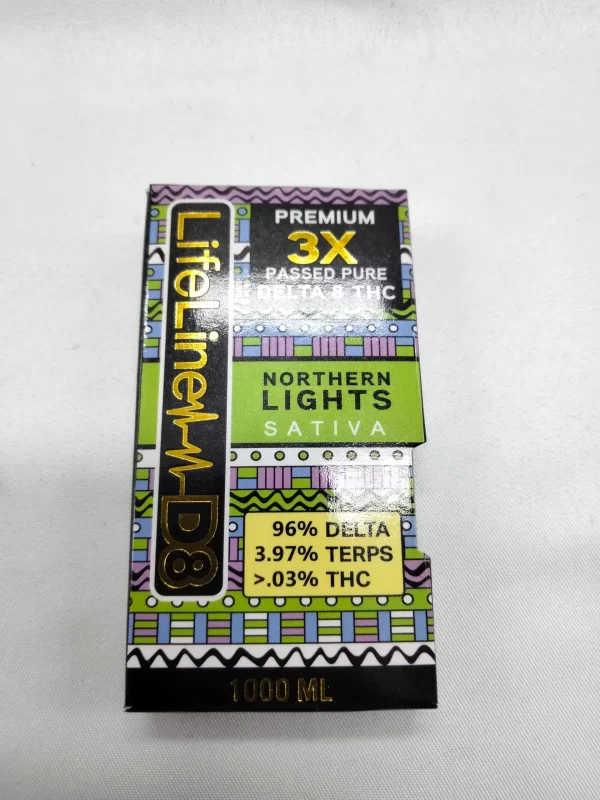 LifeLine D8
PREMIUM
3X
PASSED PURE
DELTA 8 THC
NORTHERN
LIGHTS
SATIVA
96% DELTA
3.97% TERPS
>.03% THC
1000 ML